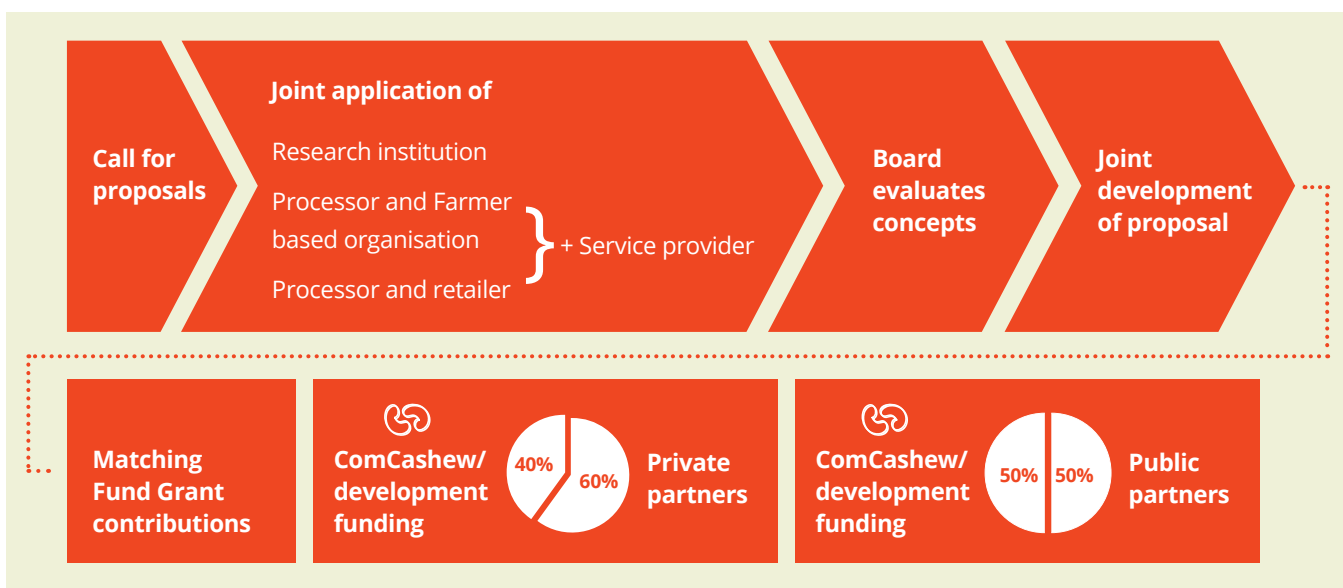 Call for
proposals
Joint application of
Research institution
Processor and Farmer
based organisation
Processor and retailer
} + Service provider
Board
evaluates
concepts
Joint
development
of proposal
Matching
Fund Grant
contributions
ComCashew/
development
funding
40%
60%
Private
partners
ComCashew/
development
funding
50%
50%
Public
partners